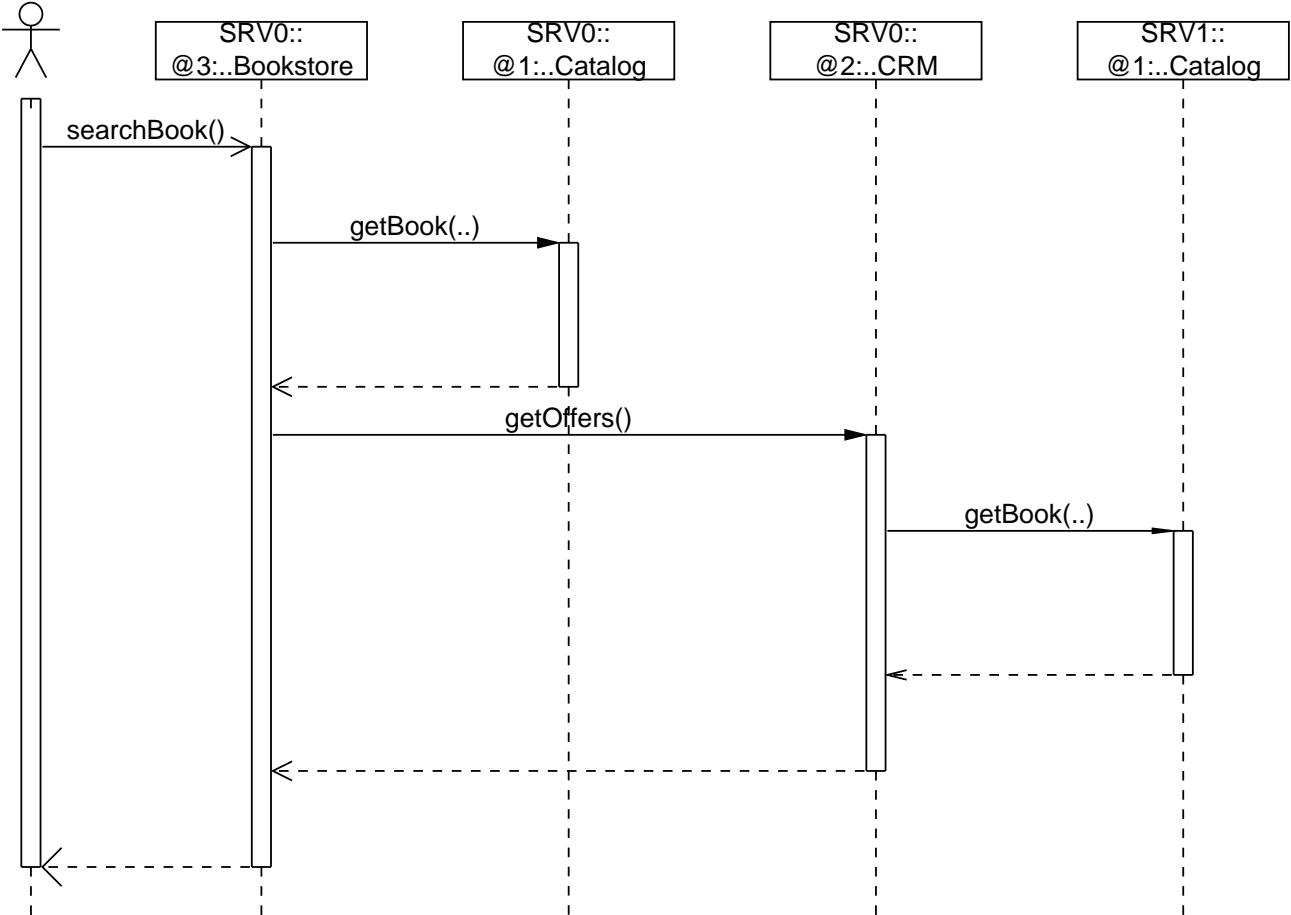 SRV0::
@3:..Bookstore
SRV0::
@1:..Catalog
SRV0::
@2:..CRM
SRV1::
@1:..Catalog
searchBook()
getBook(..)
getOffers()
getBook(..)